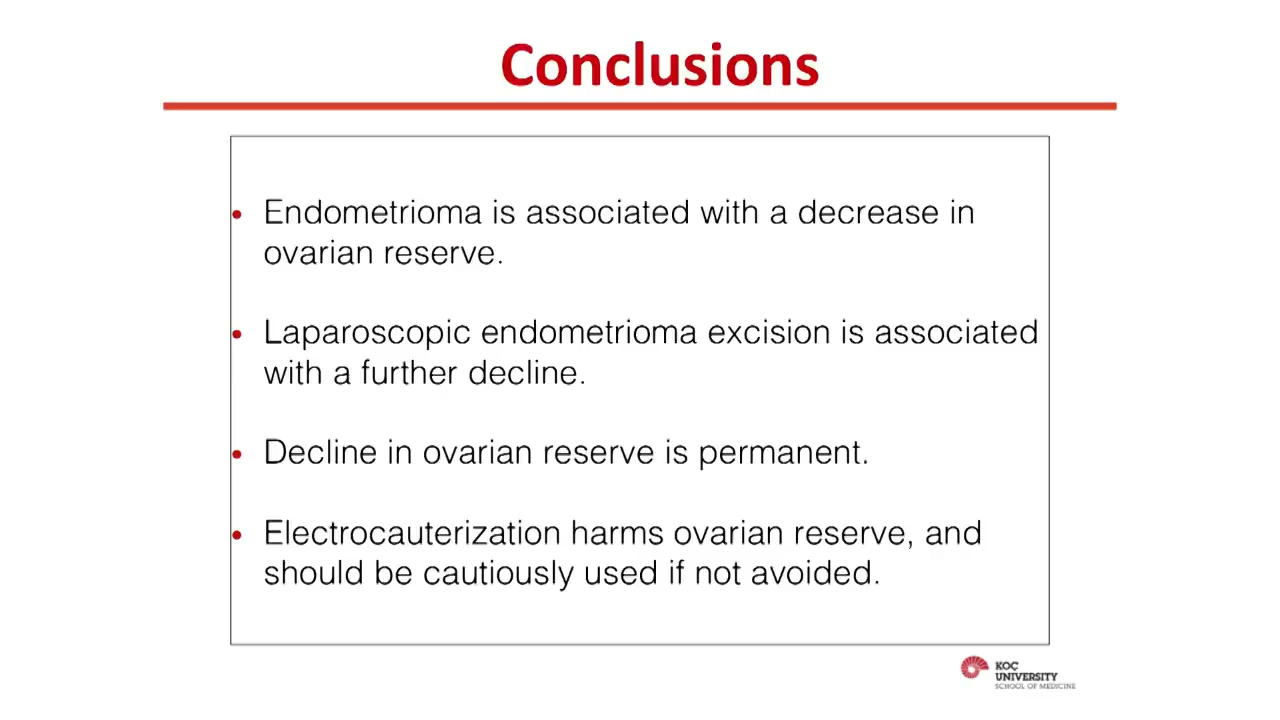 Conclusions
• Endometrioma is associated with a decrease in
ovarian reserve.
• Laparoscopic endometrioma excision is associated
with a further decline.
• Decline in ovarian reserve is permanent.
• Electrocauterization harms ovarian reserve, and
should be cautiously used if not avoided.
KOÇ
UNIVERSITY
SCHOOL OF MEDICINE